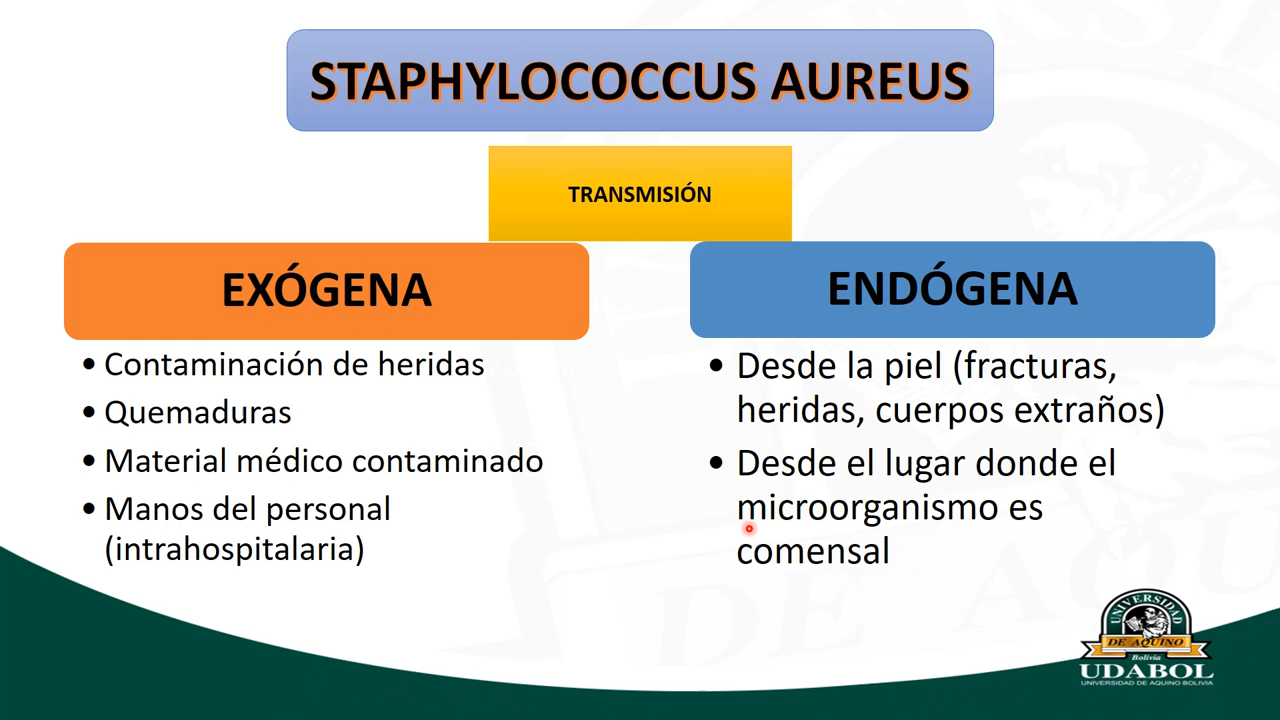 STAPHYLOCOCCUS AUREUS
TRANSMISIÓN
EXÓGENA
• Contaminación de heridas
• Quemaduras
• Material médico contaminado
• Manos del personal
(intrahospitalaria)
ENDÓGENA
• Desde la piel (fracturas,
heridas, cuerpos extraños)
• Desde el lugar donde el
microorganismo es
comensal
UNIVERSIDAD
DE AQUINO
Bolivia
UDABOL
UNIVERSIDAD DE AQUINO BOLIVIA
DE AQU